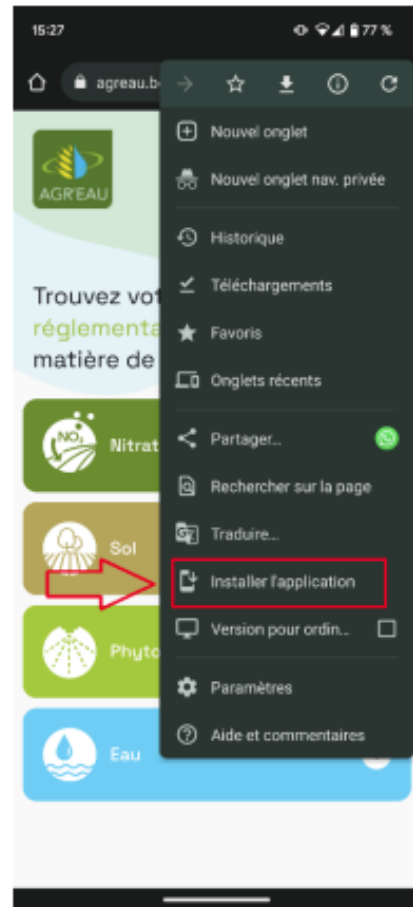 15:27
77 %
agreau.b
AGR'EAU
Trouvez vot
réglementa
matière de
NO₃
Nitrat
Sol
Phyto
Eau
Nouvel onglet
Nouvel onglet nav. privée
Historique
Téléchargements
Favoris
Onglets récents
Partager...
Rechercher sur la page
Traduire...
Installer l'application
Version pour ordin...
Paramètres
Aide et commentaires